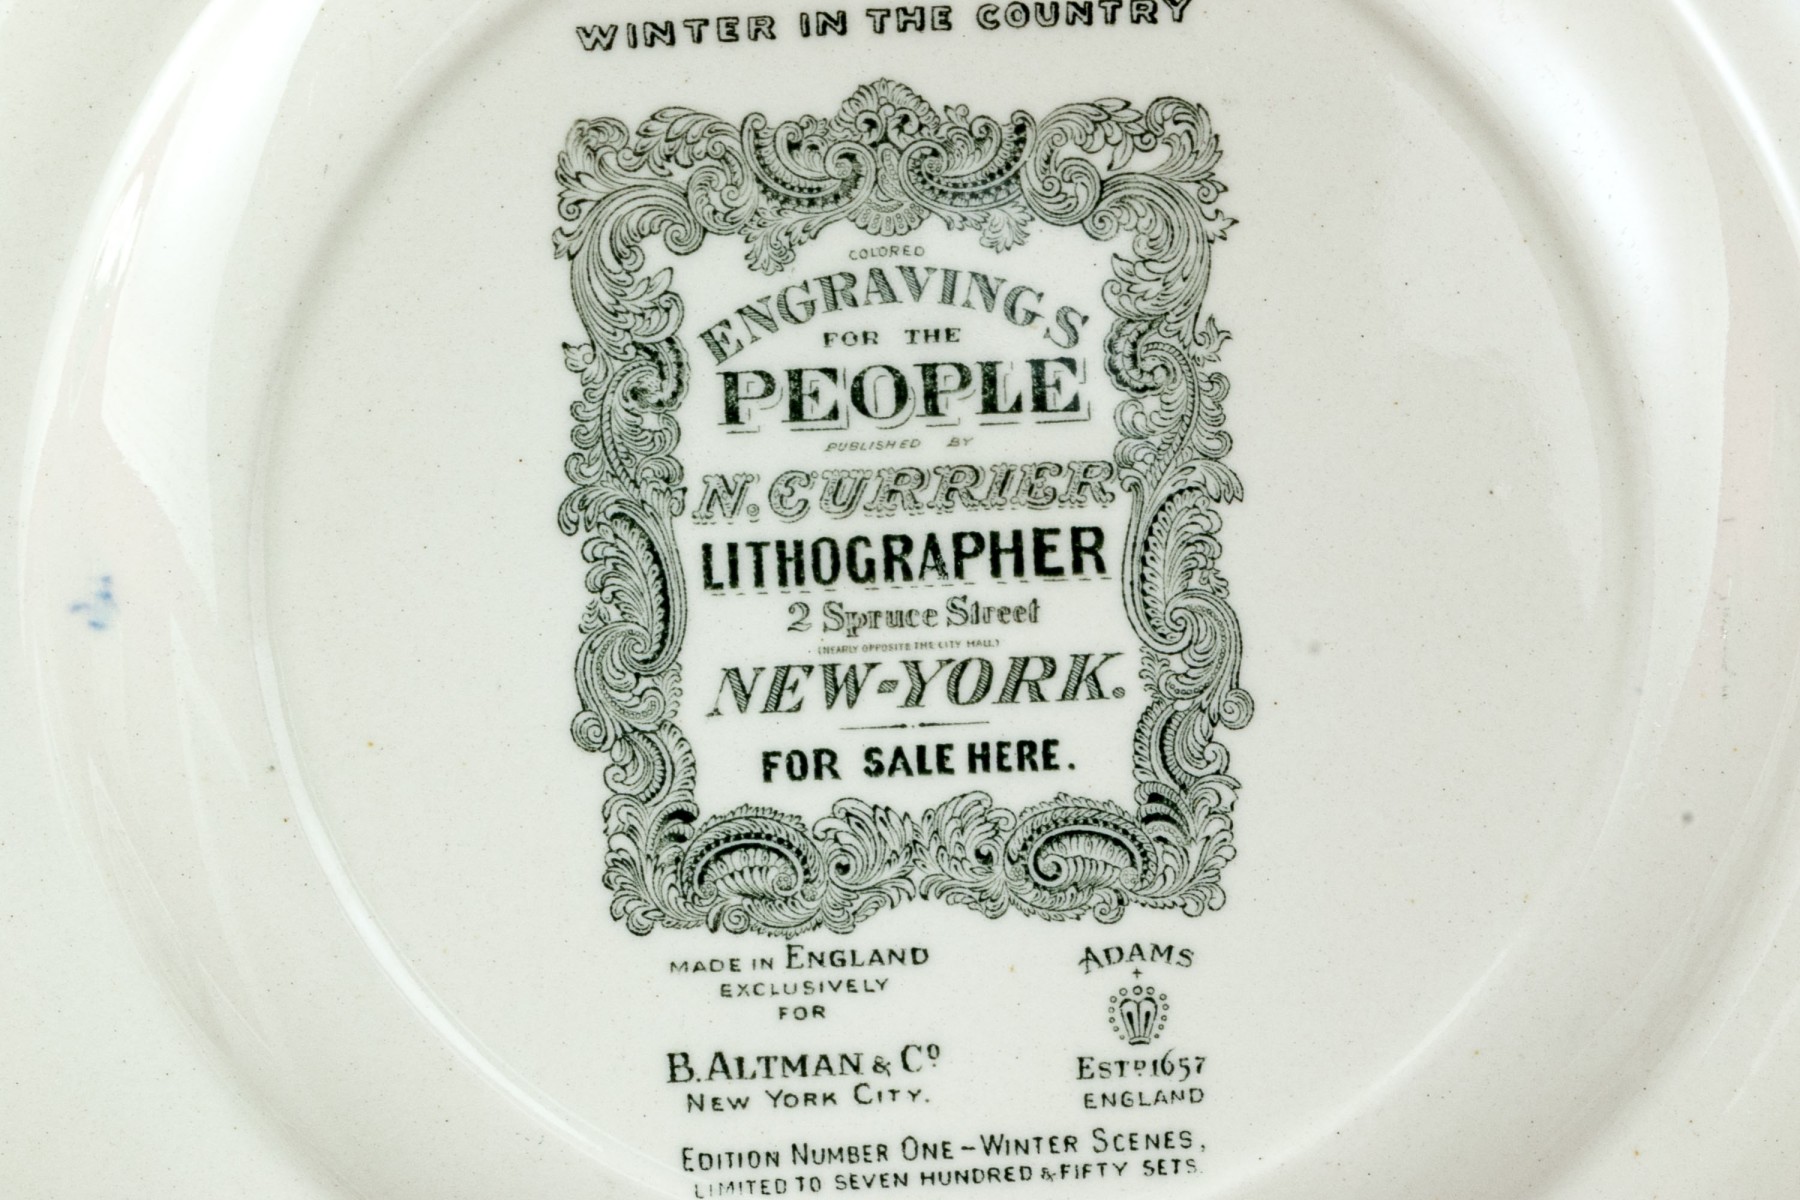 WINTER IN THE COUNTRY
COLORED
ENGRAVINGS
FOR THE
PEOPLE
PUBLISHED BY
N. CURRIER
LITHOGRAPHER
2 Spruce Street
(NEARLY OPPOSITE THE CITY HALL)
NEW-YORK.
FOR SALE HERE.
MADE IN ENGLAND
EXCLUSIVELY
FOR
B. ALTMAN & Cº
NEW YORK CITY.
ADAMS
ESTD 1657
ENGLAND
EDITION NUMBER ONE - WINTER SCENES,
LIMITED TO SEVEN HUNDRED & FIFTY SETS.